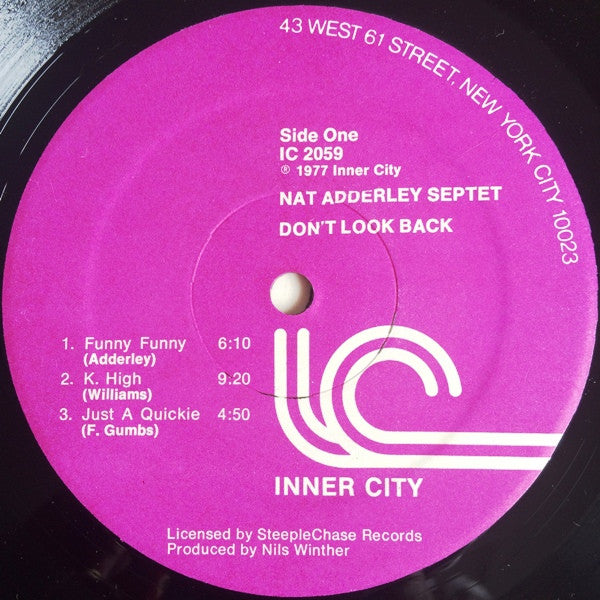 43 WEST 61 STREET, NEW YORK CITY 10023
Side One
IC 2059
℗ 1977 Inner City
NAT ADDERLEY SEPTET
DON'T LOOK BACK
1. Funny Funny 6:10
(Adderley)
2. K. High 9.20
(Williams)
3. Just A Quickie 4:50
(F. Gumbs)
INNER CITY
Licensed by SteepleChase Records
Produced by Nils Winther